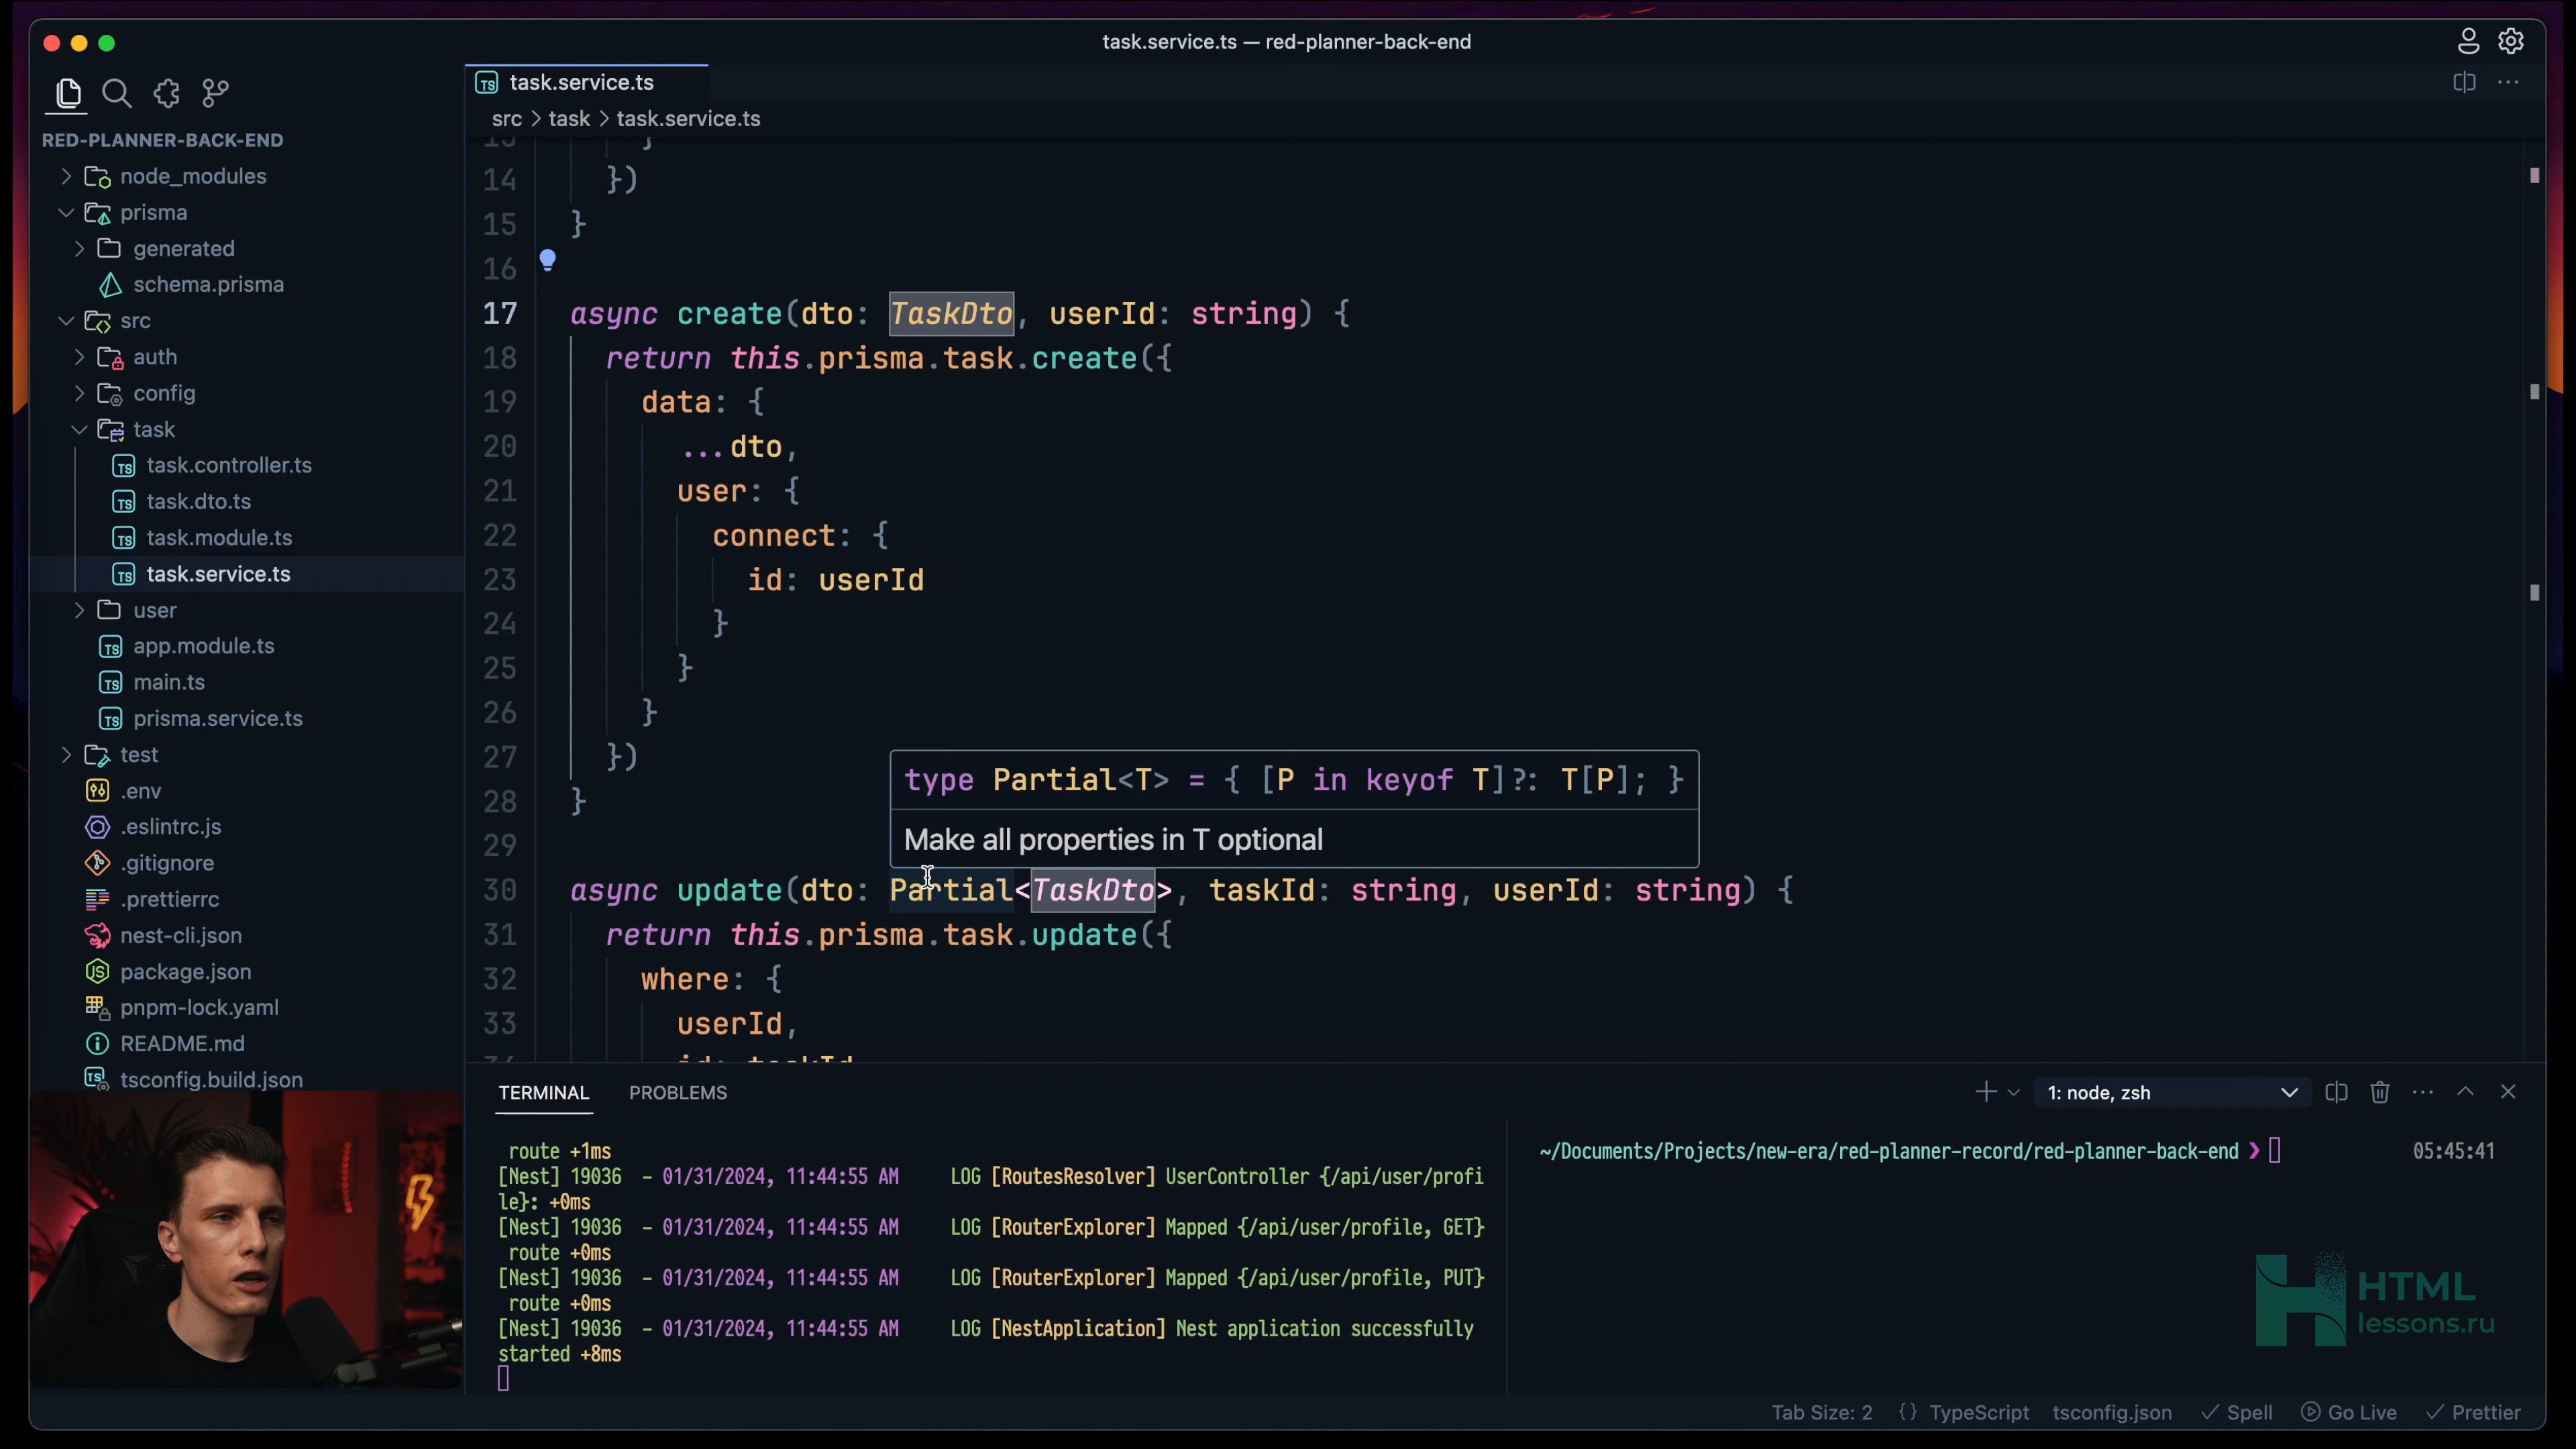 task.service.ts — red-planner-back-end
task.service.ts
src > task > task.service.ts
RED-PLANNER-BACK-END
node_modules
prisma
generated
schema.prisma
src
auth
config
task
task.controller.ts
task.dto.ts
task.module.ts
task.service.ts
user
app.module.ts
main.ts
prisma.service.ts
test
.env
.eslintrc.js
.gitignore
.prettierrc
nest-cli.json
package.json
pnpm-lock.yaml
README.md
tsconfig.build.json
14 })
15 }
16
17 async create(dto: TaskDto, userId: string) {
18 return this.prisma.task.create({
19 data: {
20 ...dto,
21 user: {
22 connect: {
23 id: userId
24 }
25 }
26 }
27 })
28 }
29
type Partial<T> = { [P in keyof T]?: T[P]; }
Make all properties in T optional
30 async update(dto: Partial<TaskDto>, taskId: string, userId: string) {
31 return this.prisma.task.update({
32 where: {
33 userId,
34 id: taskId
TERMINAL PROBLEMS
1: node, zsh
route +1ms
[Nest] 19036 - 01/31/2024, 11:44:55 AM LOG [RoutesResolver] UserController {/api/user/profi
le}: +0ms
[Nest] 19036 - 01/31/2024, 11:44:55 AM LOG [RouterExplorer] Mapped {/api/user/profile, GET}
route +0ms
[Nest] 19036 - 01/31/2024, 11:44:55 AM LOG [RouterExplorer] Mapped {/api/user/profile, PUT}
route +0ms
[Nest] 19036 - 01/31/2024, 11:44:55 AM LOG [NestApplication] Nest application successfully
started +8ms
~/Documents/Projects/new-era/red-planner-record/red-planner-back-end ❯
05:45:41
HTML
lessons.ru
Tab Size: 2 {} TypeScript tsconfig.json ✓ Spell Go Live ✓ Prettier